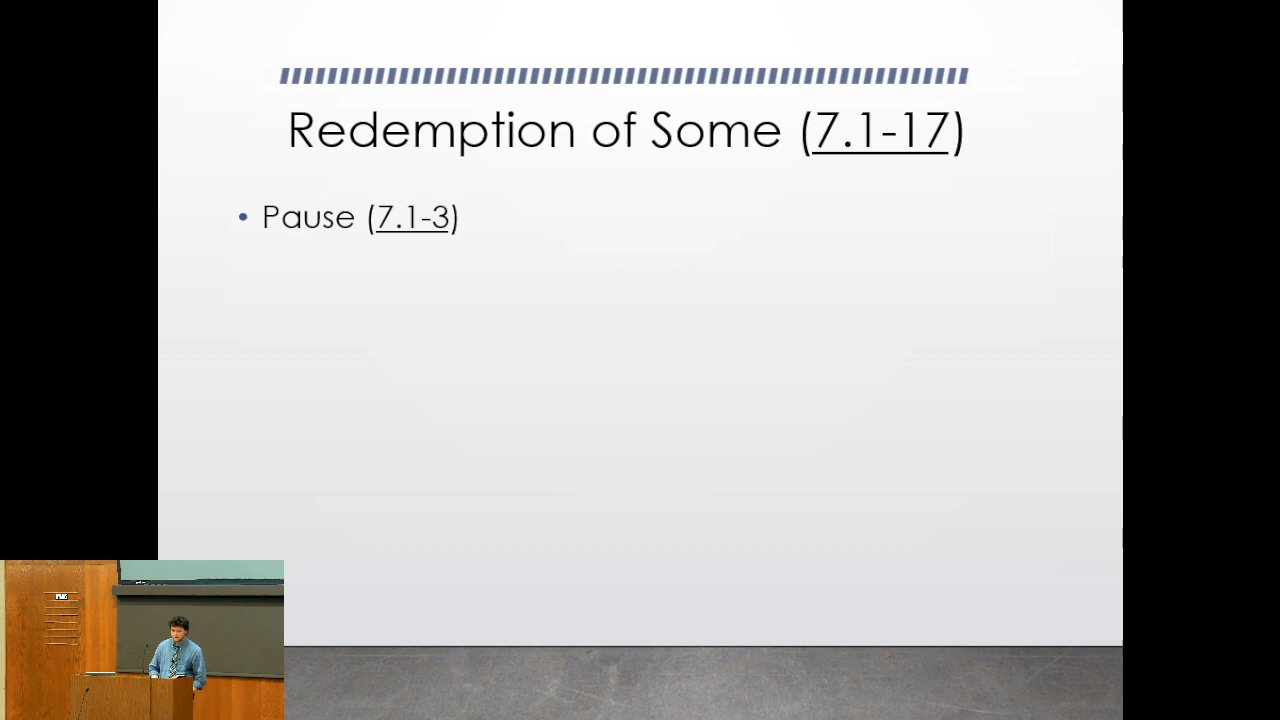 Redemption of Some (7.1-17)
• Pause (7.1-3)